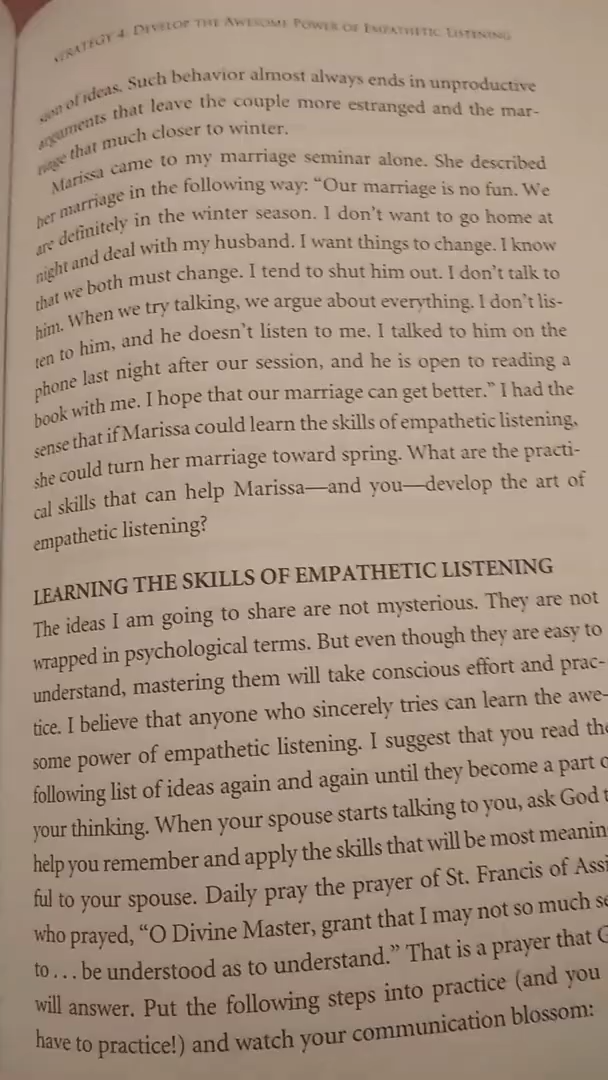 STRATEGY 4: DEVELOP THE AWESOME POWER OF EMPATHETIC LISTENING
sion of ideas. Such behavior almost always ends in unproductive
arguments that leave the couple more estranged and the mar-
riage that much closer to winter.
Marissa came to my marriage seminar alone. She described
her marriage in the following way: “Our marriage is no fun. We
are definitely in the winter season. I don’t want to go home at
night and deal with my husband. I want things to change. I know
that we both must change. I tend to shut him out. I don’t talk to
him. When we try talking, we argue about everything. I don’t lis-
ten to him, and he doesn’t listen to me. I talked to him on the
phone last night after our session, and he is open to reading a
book with me. I hope that our marriage can get better.” I had the
sense that if Marissa could learn the skills of empathetic listening,
she could turn her marriage toward spring. What are the practi-
cal skills that can help Marissa—and you—develop the art of
empathetic listening?
LEARNING THE SKILLS OF EMPATHETIC LISTENING
The ideas I am going to share are not mysterious. They are not
wrapped in psychological terms. But even though they are easy to
understand, mastering them will take conscious effort and prac-
tice. I believe that anyone who sincerely tries can learn the awe-
some power of empathetic listening. I suggest that you read the
following list of ideas again and again until they become a part
your thinking. When your spouse starts talking to you, ask God
help you remember and apply the skills that will be most meanin
ful to your spouse. Daily pray the prayer of St. Francis of Assi
who prayed, “O Divine Master, grant that I may not so much se
to . . . be understood as to understand.” That is a prayer that G
will answer. Put the following steps into practice (and you
have to practice!) and watch your communication blossom: